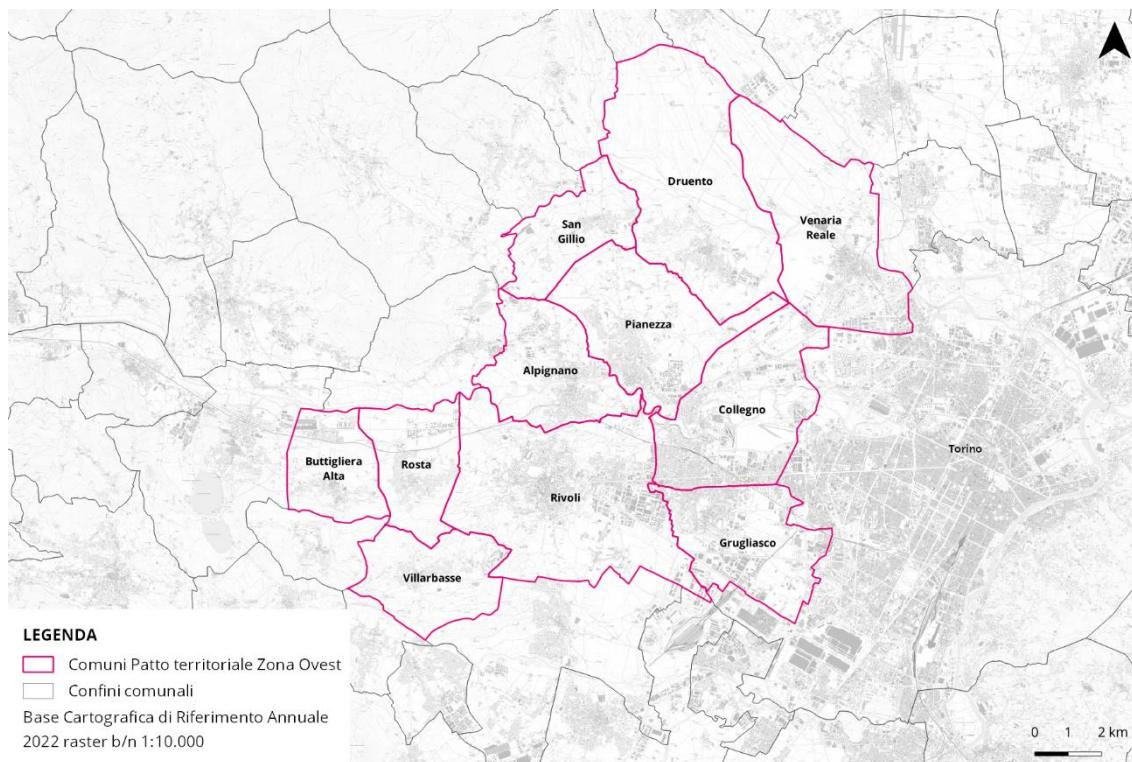 Druento
San
Gillio
Venaria
Reale
Pianezza
Alpignano
Collegno
Torino
Buttigliera
Alta
Rosta
Rivoli
Grugliasco
Villarbasse
LEGENDA
Comuni Patto territoriale Zona Ovest
Confini comunali
Base Cartografica di Riferimento Annuale
2022 raster b/n 1:10.000
0 1 2 km